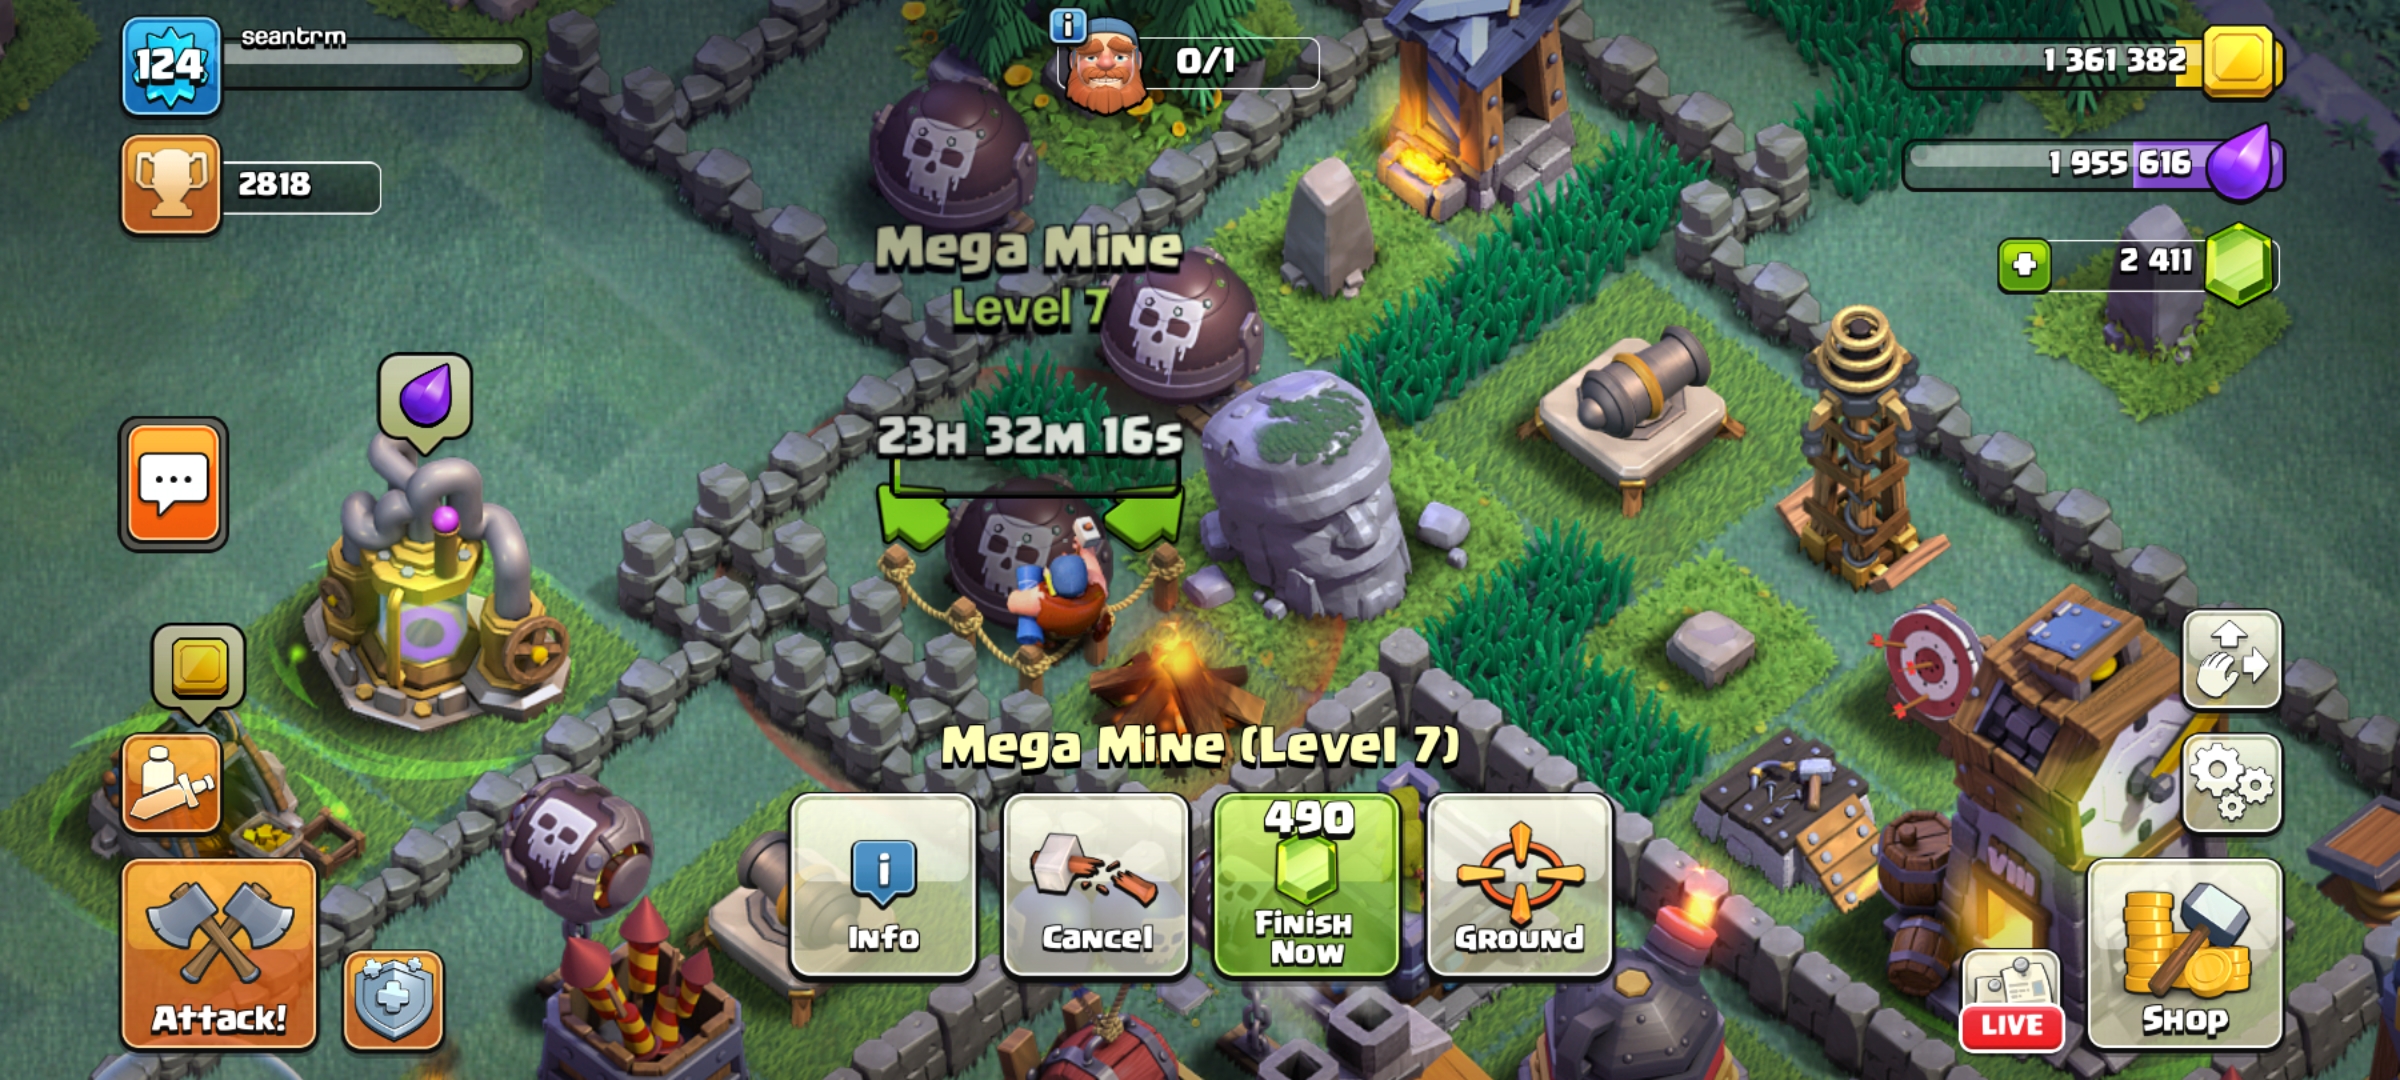 124
seantrm
0/1
1 361 382
2818
1 955 616
2 411
Mega Mine
Level 7
23H 32M 16S
Mega Mine (Level 7)
490
Info
Cancel
Finish
Now
Ground
Attack!
VIII
LIVE
Shop